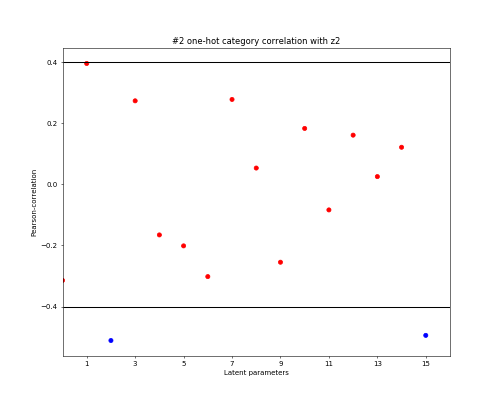 #2 one-hot category correlation with z2
0.4
0.2
0.0
−0.2
−0.4
Pearson-correlation
1 3 5 7 9 11 13 15
Latent parameters